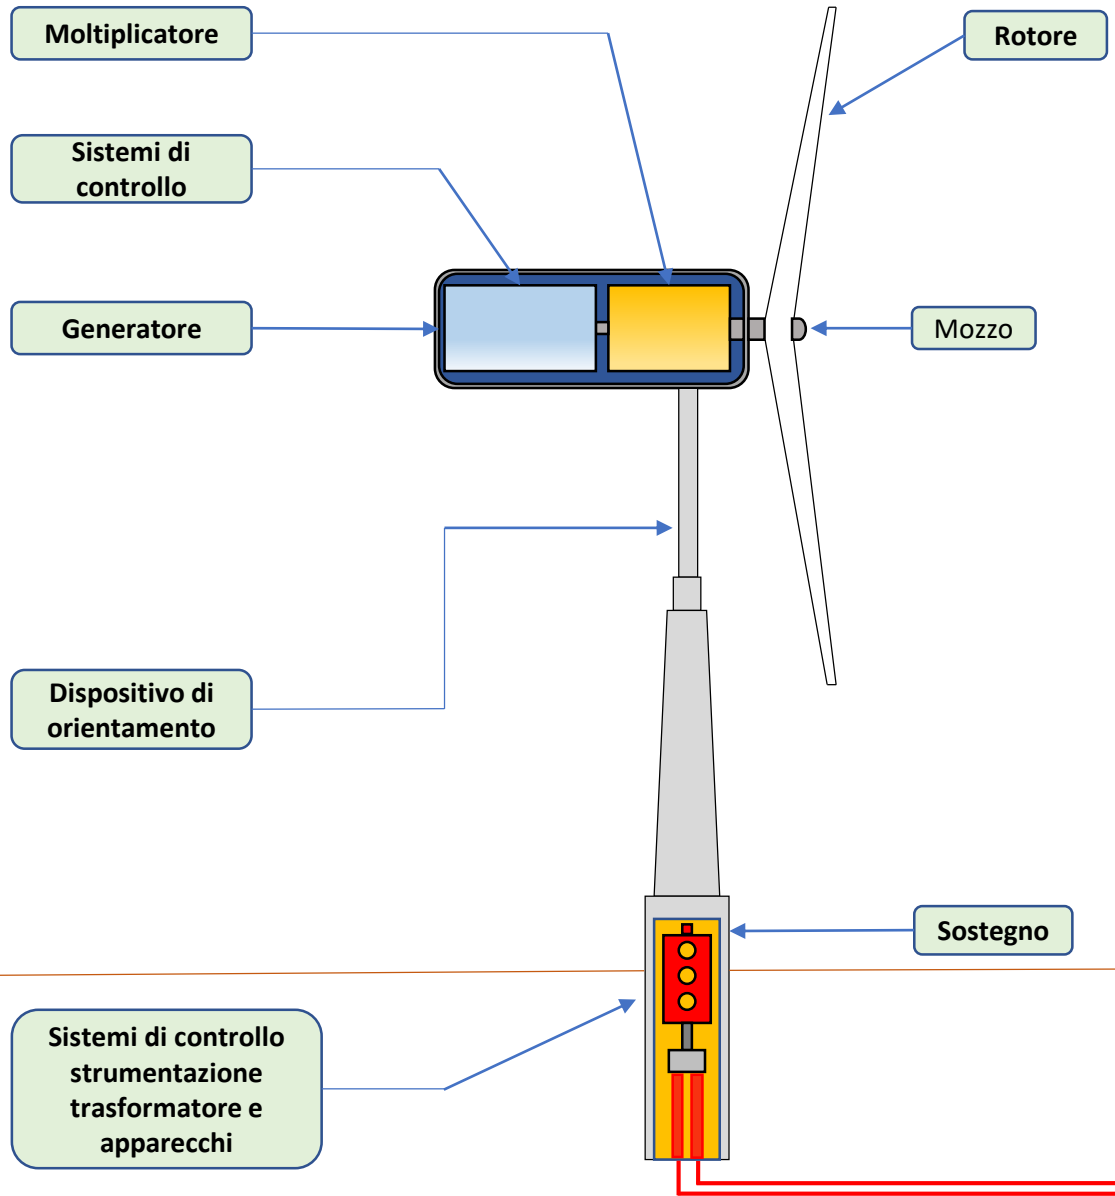 Moltiplicatore
Rotore
Sistemi di
controllo
Generatore
Mozzo
Dispositivo di
orientamento
Sostegno
Sistemi di controllo
strumentazione
trasformatore e
apparecchi